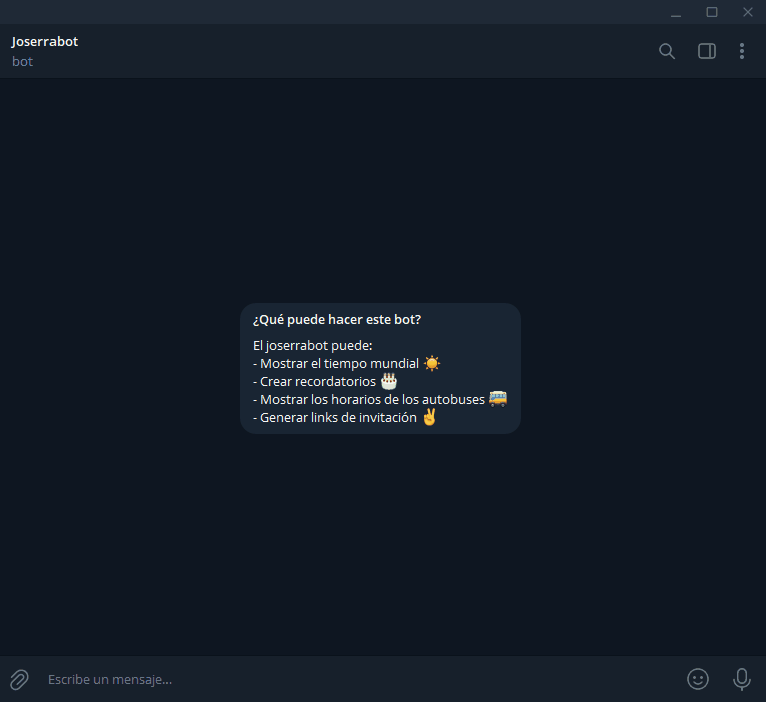 Joserrabot
bot
¿Qué puede hacer este bot?
El joserrabot puede:
- Mostrar el tiempo mundial ☀️
- Crear recordatorios 🎂
- Mostrar los horarios de los autobuses 🚎
- Generar links de invitación ✌️
Escribe un mensaje...